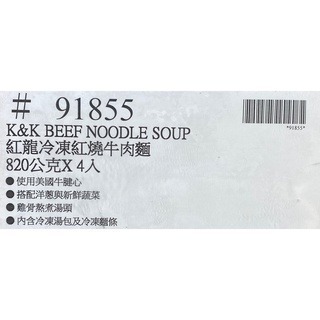 # 91855
*91855*
K&K BEEF NOODLE SOUP
紅龍冷凍紅燒牛肉麵
820公克X 4入
●使用美國牛腱心
●搭配洋蔥與新鮮蔬菜
●雞骨熬煮湯頭
●內含冷凍湯包及冷凍麵條